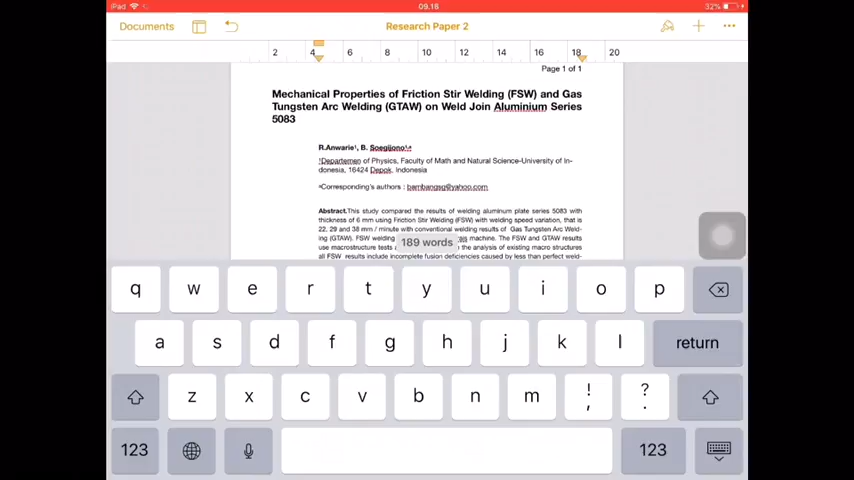 iPad 09.18 32%
Documents Research Paper 2
2 4 6 8 10 12 14 16 18 20
Page 1 of 1
Mechanical Properties of Friction Stir Welding (FSW) and Gas
Tungsten Arc Welding (GTAW) on Weld Join Aluminium Series
5083
R.Anwarie¹, B. Soegijono¹,ᵃ
¹Departemen of Physics, Faculty of Math and Natural Science-University of In-
donesia, 16424 Depok, Indonesia
ᵃCorresponding's authors : bambangsg@yahoo.com
Abstract.This study compared the results of welding aluminum plate series 5083 with
thickness of 6 mm using Friction Stir Welding (FSW) with welding speed variation, that is
22, 29 and 38 mm / minute with conventional welding results of Gas Tungsten Arc Weld-
ing (GTAW). FSW welding machine. The FSW and GTAW results
189 words
use macrostructure tests the analysis of existing macro structures
all FSW results include incomplete fusion deficiencies caused by less than perfect weld-
q w e r t y u i o p
a s d f g h j k l return
z x c v b n m ! , ? .
123 123